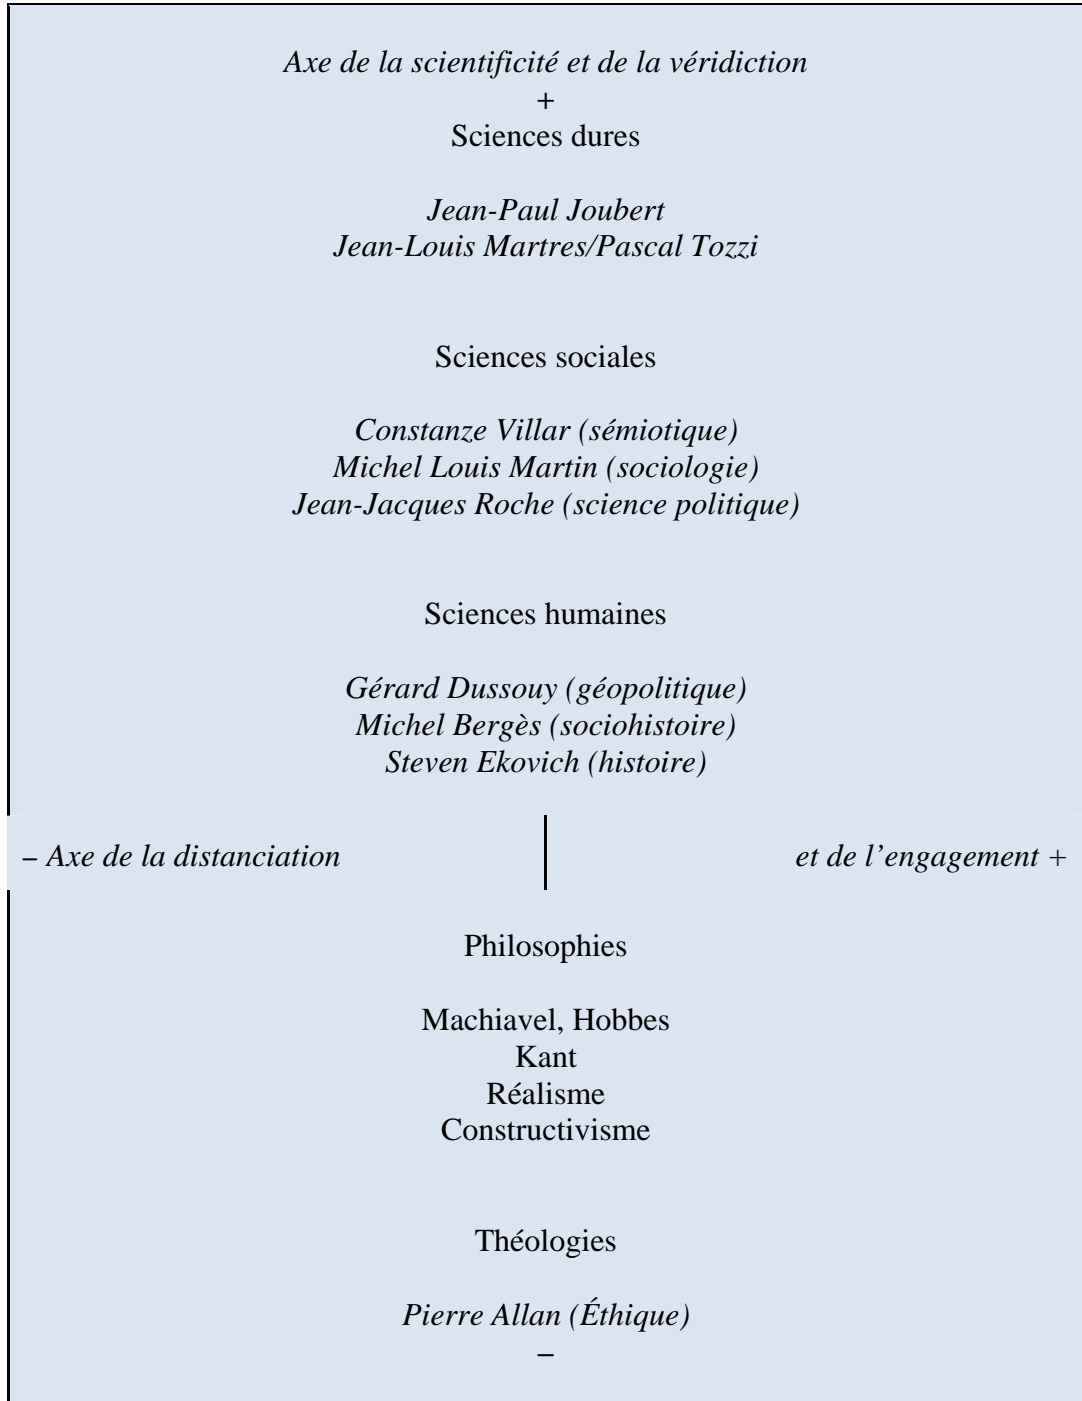 Axe de la scientificité et de la véridiction
+
Sciences dures
Jean-Paul Joubert
Jean-Louis Martres/Pascal Tozzi
Sciences sociales
Constanze Villar (sémiotique)
Michel Louis Martin (sociologie)
Jean-Jacques Roche (science politique)
Sciences humaines
Gérard Dussouy (géopolitique)
Michel Bergès (sociohistoire)
Steven Ekovich (histoire)
– Axe de la distanciation et de l’engagement +
Philosophies
Machiavel, Hobbes
Kant
Réalisme
Constructivisme
Théologies
Pierre Allan (Éthique)
–